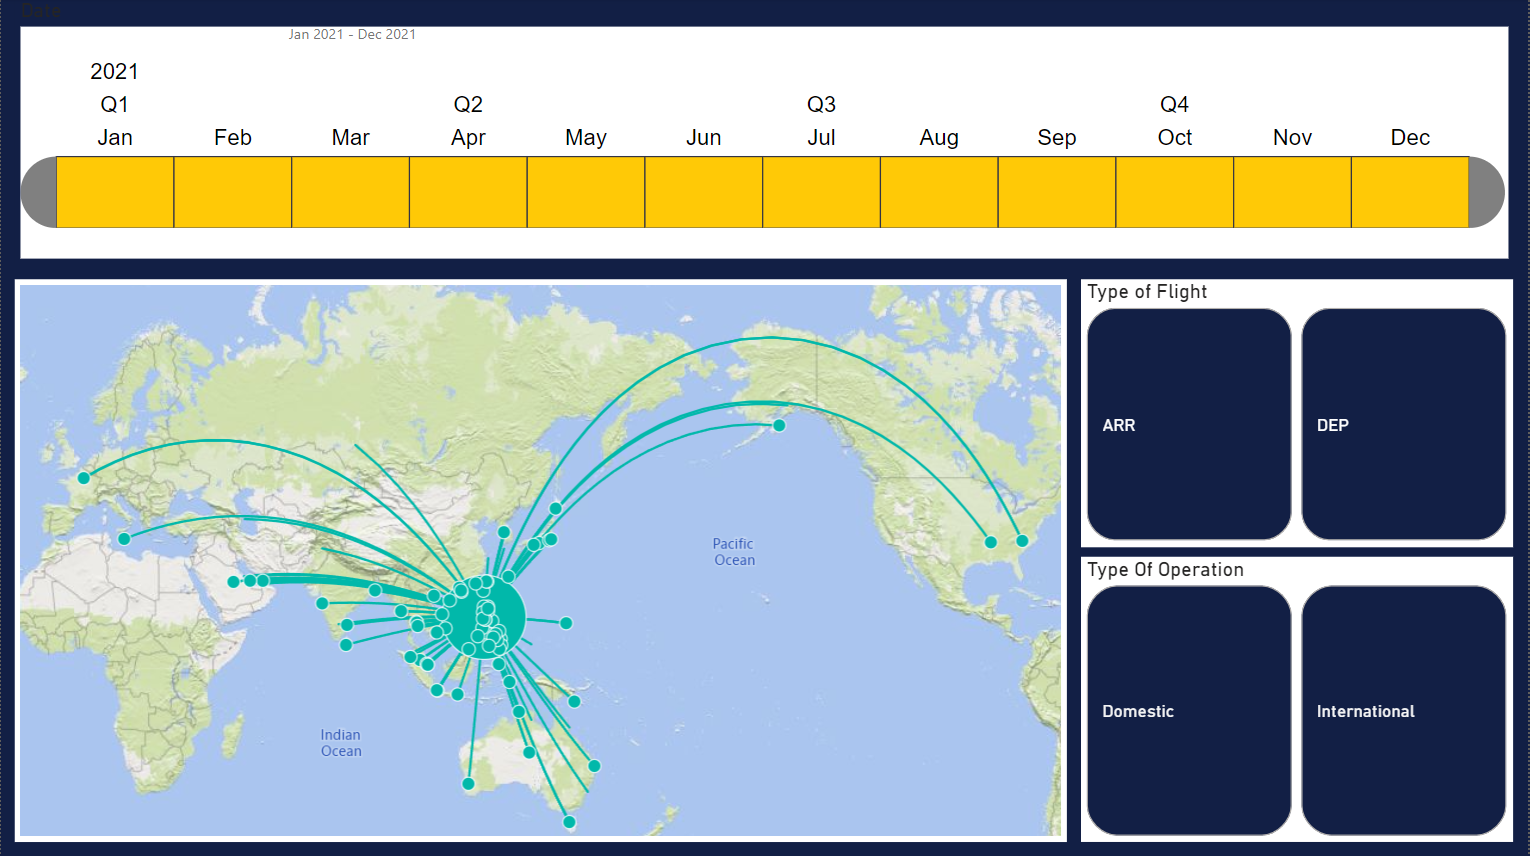 Date
Jan 2021 - Dec 2021
2021
Q1 Q2 Q3 Q4
Jan Feb Mar Apr May Jun Jul Aug Sep Oct Nov Dec
Type of Flight
ARR DEP
Pacific
Ocean
Type Of Operation
Domestic International
Indian
Ocean